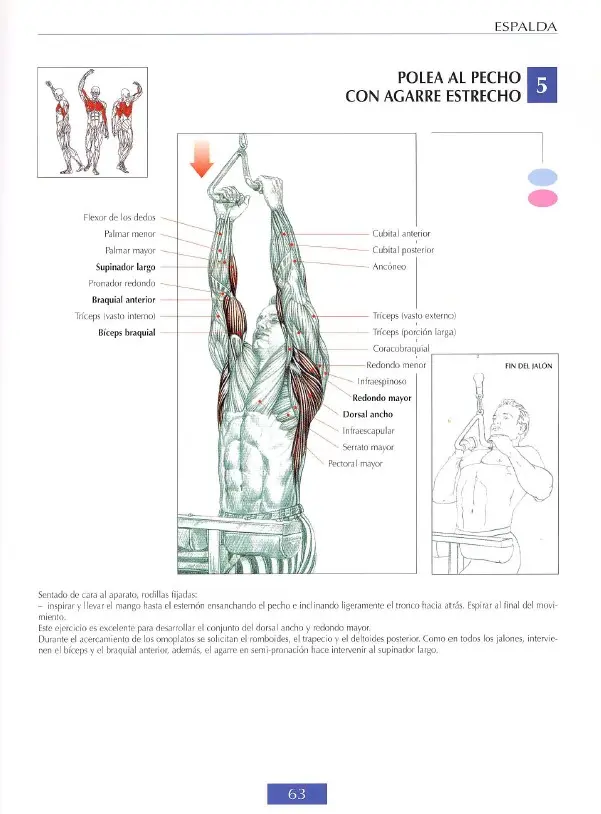 ESPALDA
POLEA AL PECHO
CON AGARRE ESTRECHO
5
Flexor de los dedos
Palmar menor
Palmar mayor
Supinador largo
Pronador redondo
Braquial anterior
Tríceps (vasto interno)
Bíceps braquial
Cubital anterior
Cubital posterior
Ancóneo
Tríceps (vasto externo)
Tríceps (porción larga)
Coracobraquial
Redondo menor
Infraespinoso
Redondo mayor
Dorsal ancho
Infraescapular
Serrato mayor
Pectoral mayor
FIN DEL JALÓN
Sentado de cara al aparato, rodillas fijadas:
– inspirar y llevar el mango hasta el esternón ensanchando el pecho e inclinando ligeramente el tronco hacia atrás. Espirar al final del movi-
miento.
Este ejercicio es excelente para desarrollar el conjunto del dorsal ancho y redondo mayor.
Durante el acercamiento de los omoplatos se solicitan el romboides, el trapecio y el deltoides posterior. Como en todos los jalones, intervie-
nen el bíceps y el braquial anterior, además, el agarre en semi-pronación hace intervenir al supinador largo.
63